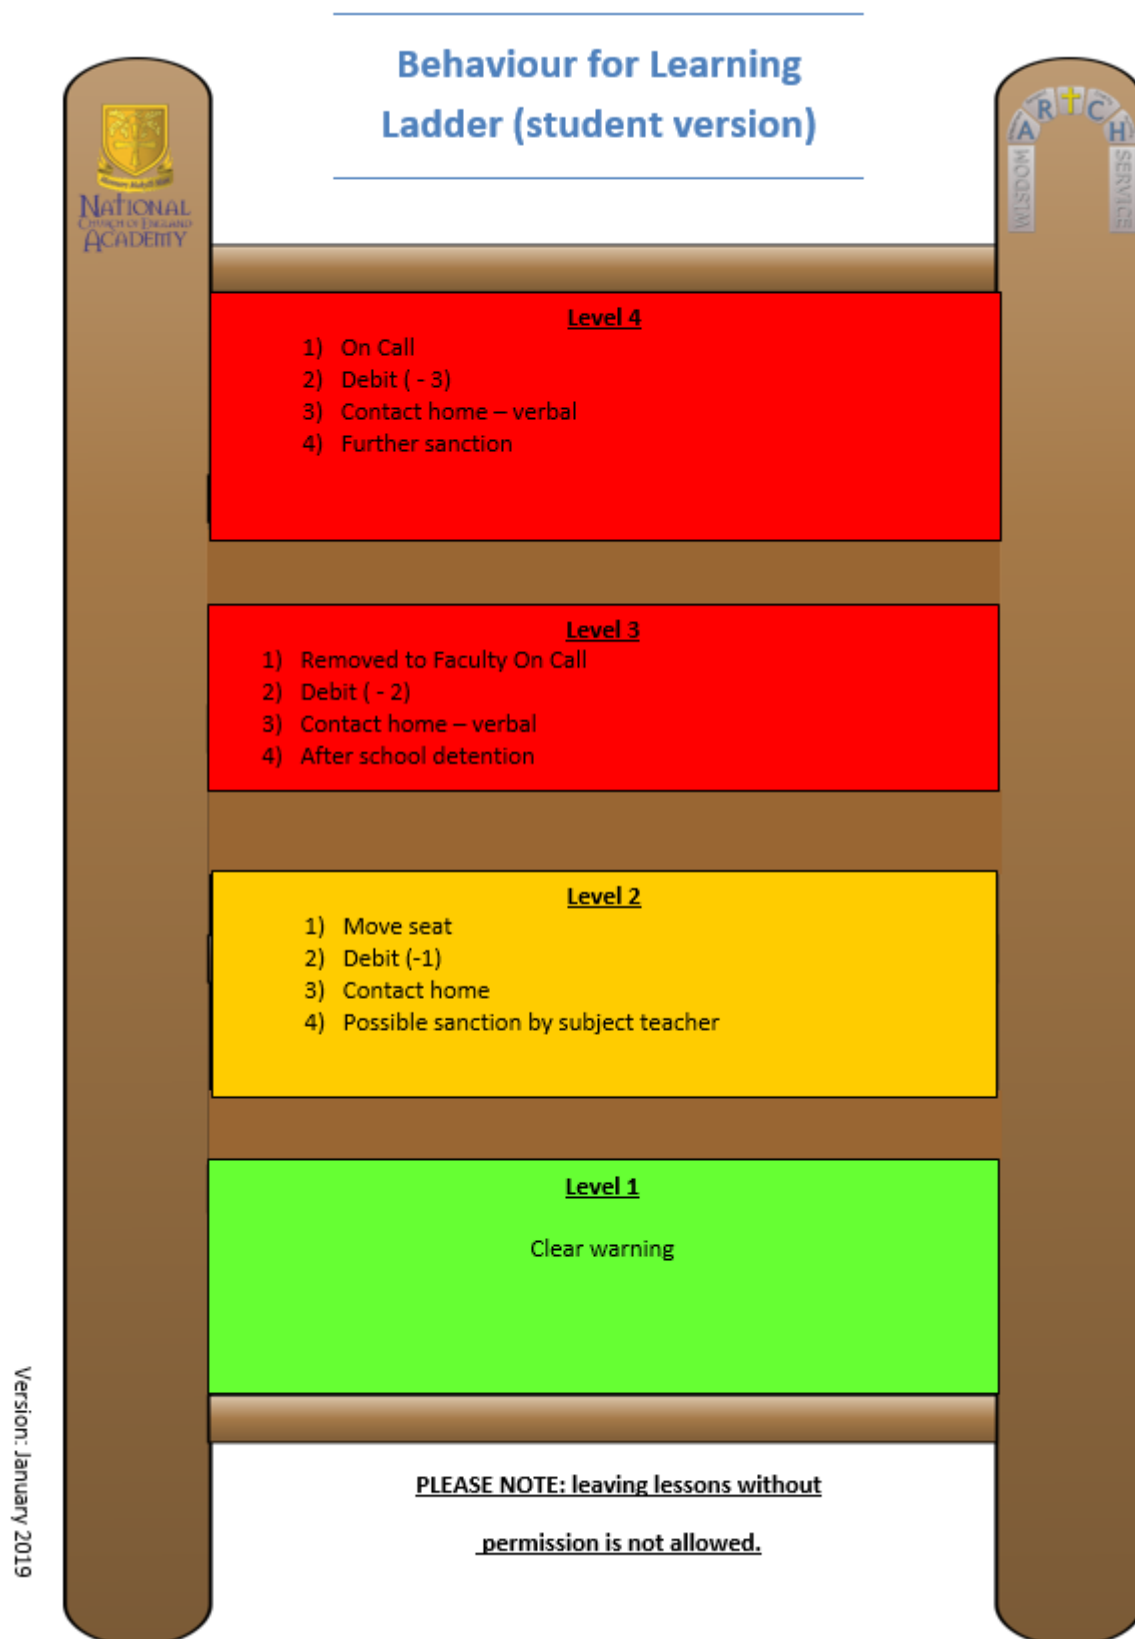 Behaviour for Learning
Ladder (student version)
NATIONAL
CHURCH OF ENGLAND
ACADEMY
A R C H
WISDOM
SERVICE
Level 4
1) On Call
2) Debit ( - 3)
3) Contact home – verbal
4) Further sanction
Level 3
1) Removed to Faculty On Call
2) Debit ( - 2)
3) Contact home – verbal
4) After school detention
Level 2
1) Move seat
2) Debit (-1)
3) Contact home
4) Possible sanction by subject teacher
Level 1
Clear warning
Version: January 2019
PLEASE NOTE: leaving lessons without
permission is not allowed.